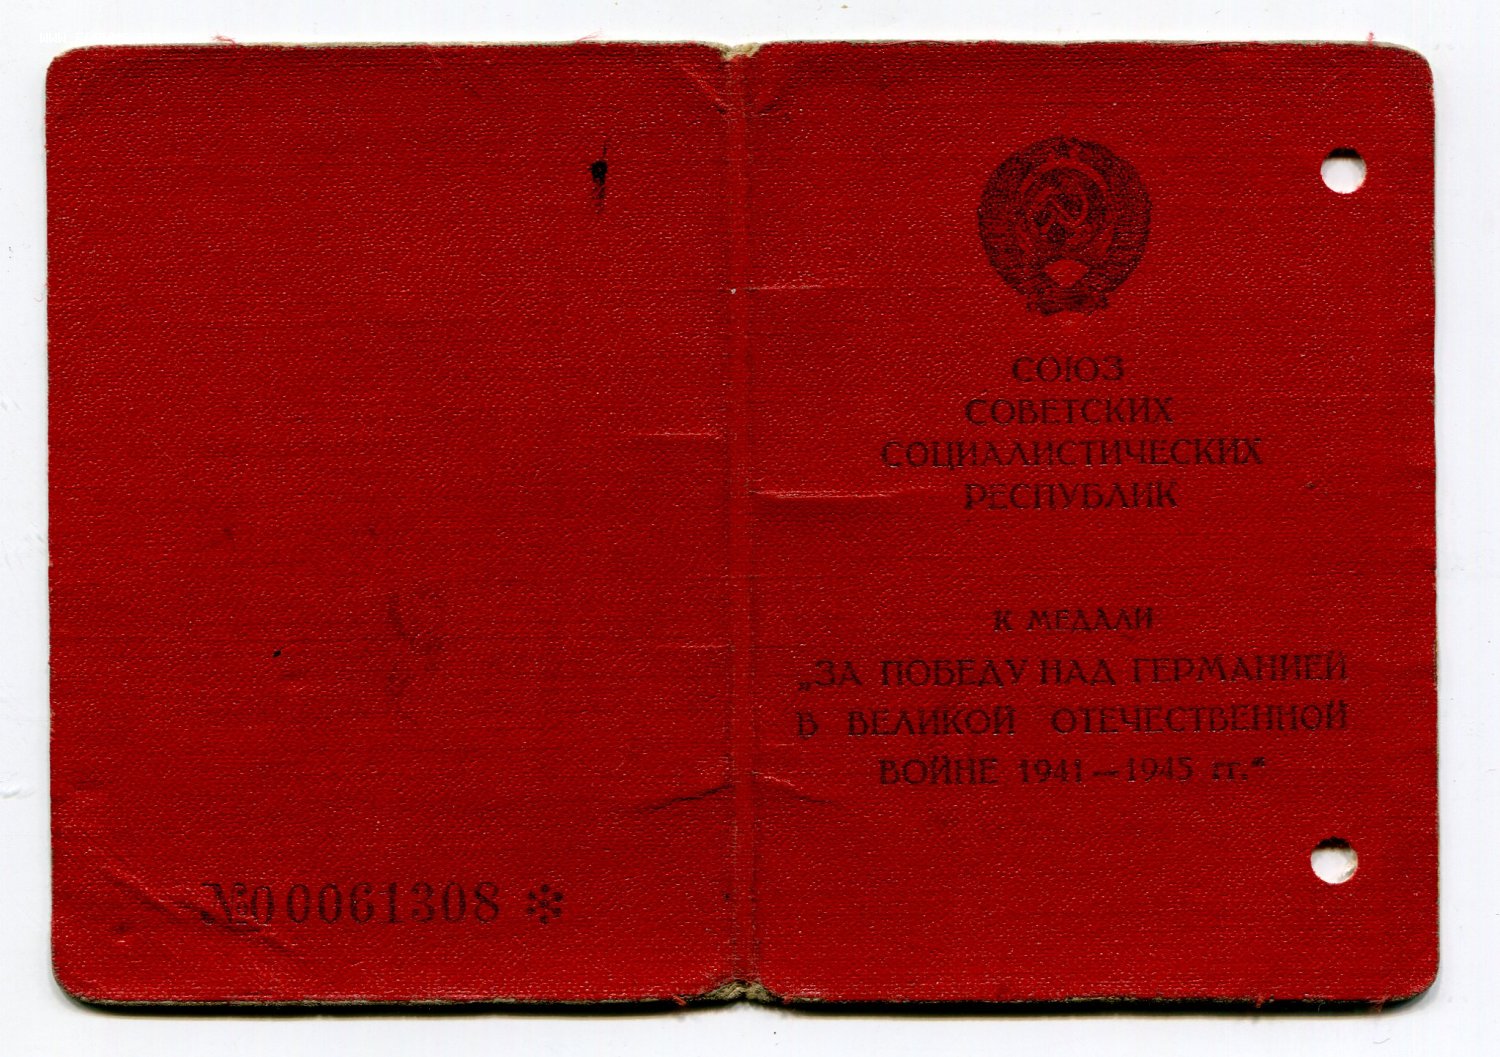 №00061308 *
СОЮЗ
СОВЕТСКИХ
СОЦИАЛИСТИЧЕСКИХ
РЕСПУБЛИК
К МЕДАЛИ
„ЗА ПОБЕДУ НАД ГЕРМАНИЕЙ
В ВЕЛИКОЙ ОТЕЧЕСТВЕННОЙ
ВОЙНЕ 1941—1945 гг.“